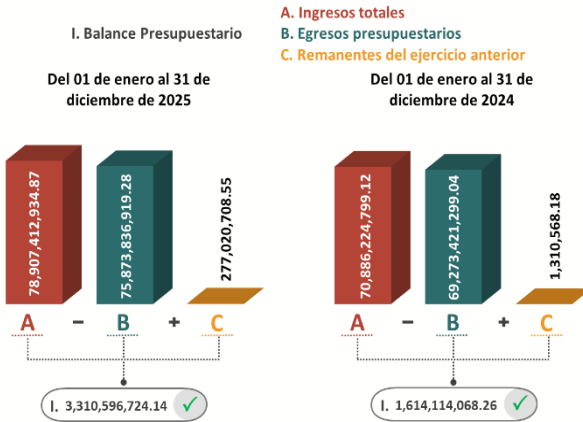 I. Balance Presupuestario
A. Ingresos totales
B. Egresos presupuestarios
C. Remanentes del ejercicio anterior
Del 01 de enero al 31 de
diciembre de 2025
78,907,412,934.87
75,873,836,919.28
277,020,708.55
A − B + C
I. 3,310,596,724.14
Del 01 de enero al 31 de
diciembre de 2024
70,886,224,799.12
69,273,421,299.04
1,310,568.18
A − B + C
I. 1,614,114,068.26